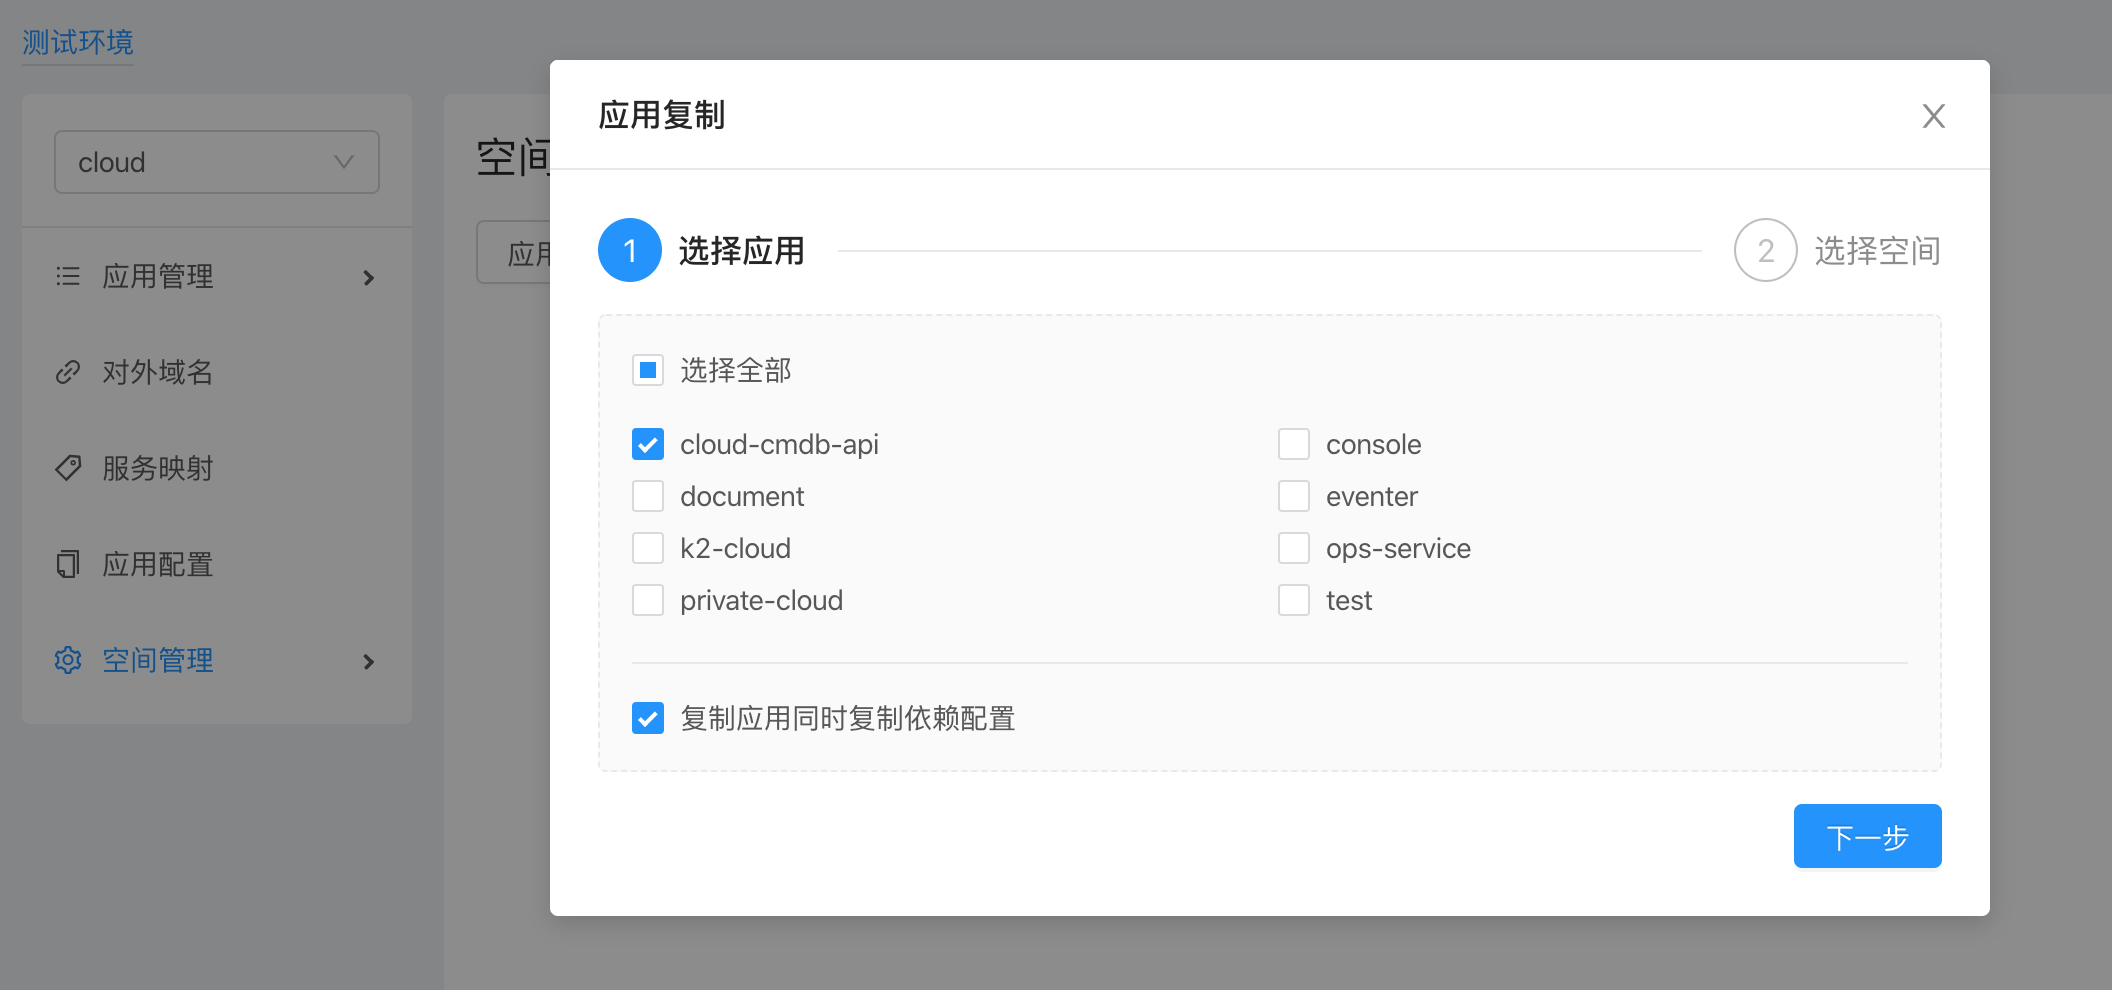 测试环境
cloud
应用管理
对外域名
服务映射
应用配置
空间管理
空间
应用
应用复制
1 选择应用
2 选择空间
选择全部
cloud-cmdb-api
console
document
eventer
k2-cloud
ops-service
private-cloud
test
复制应用同时复制依赖配置
下一步